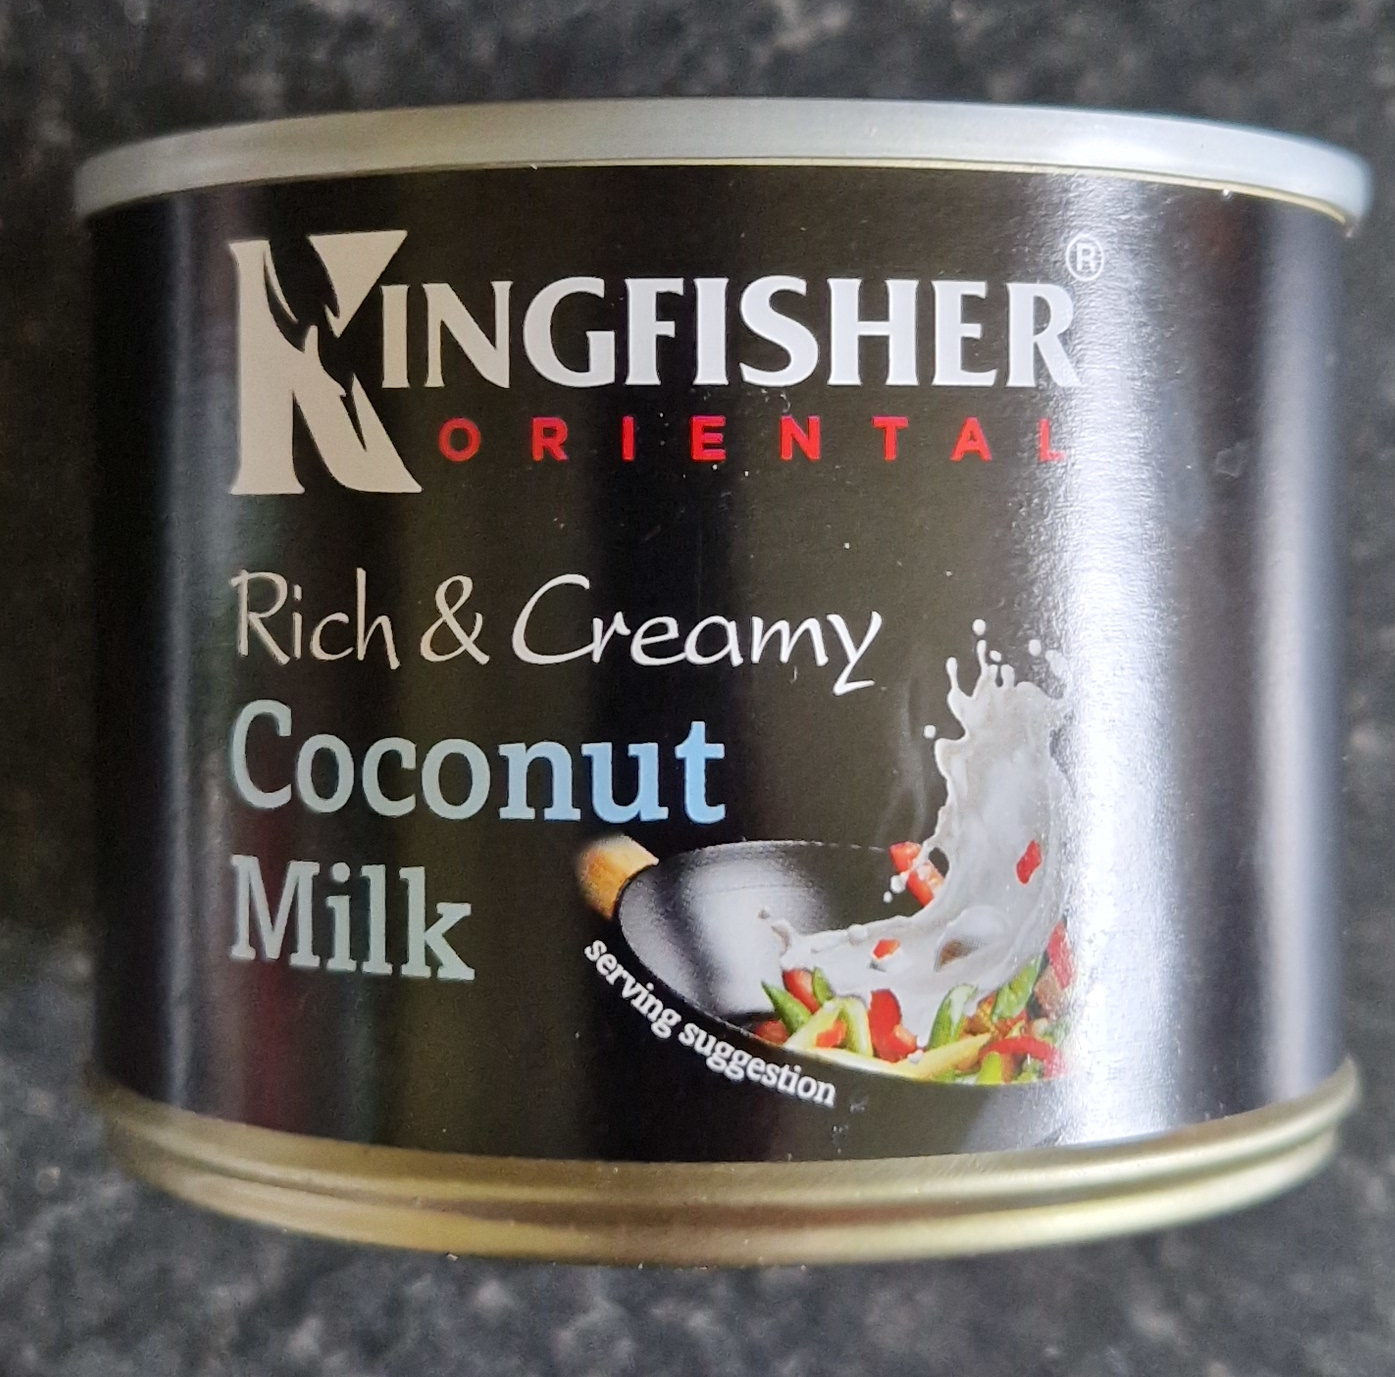 KINGFISHER®
ORIENTAL
Rich & Creamy
Coconut
Milk
serving suggestion